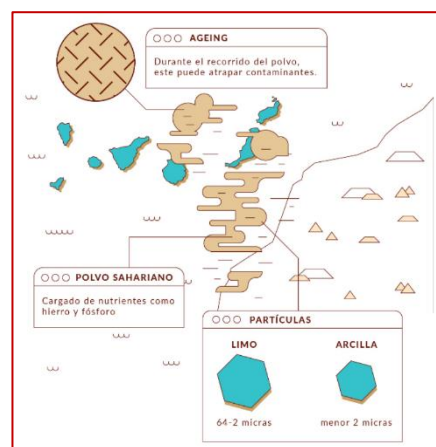 AGEING
Durante el recorrido del polvo,
este puede atrapar contaminantes.
POLVO SAHARIANO
Cargado de nutrientes como
hierro y fósforo
PARTÍCULAS
LIMO
ARCILLA
64-2 micras
menor 2 micras